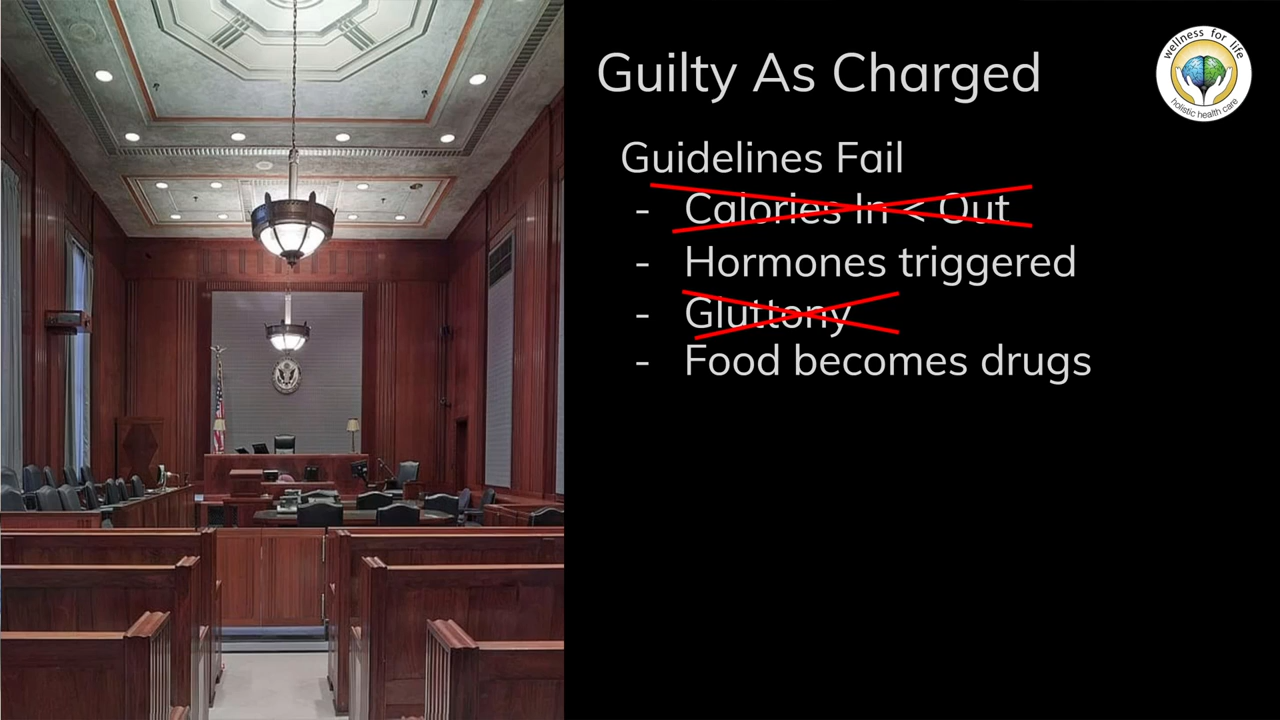 Guilty As Charged
wellness for life
holistic health care
Guidelines Fail
- Calories In < Out
- Hormones triggered
- Gluttony
- Food becomes drugs